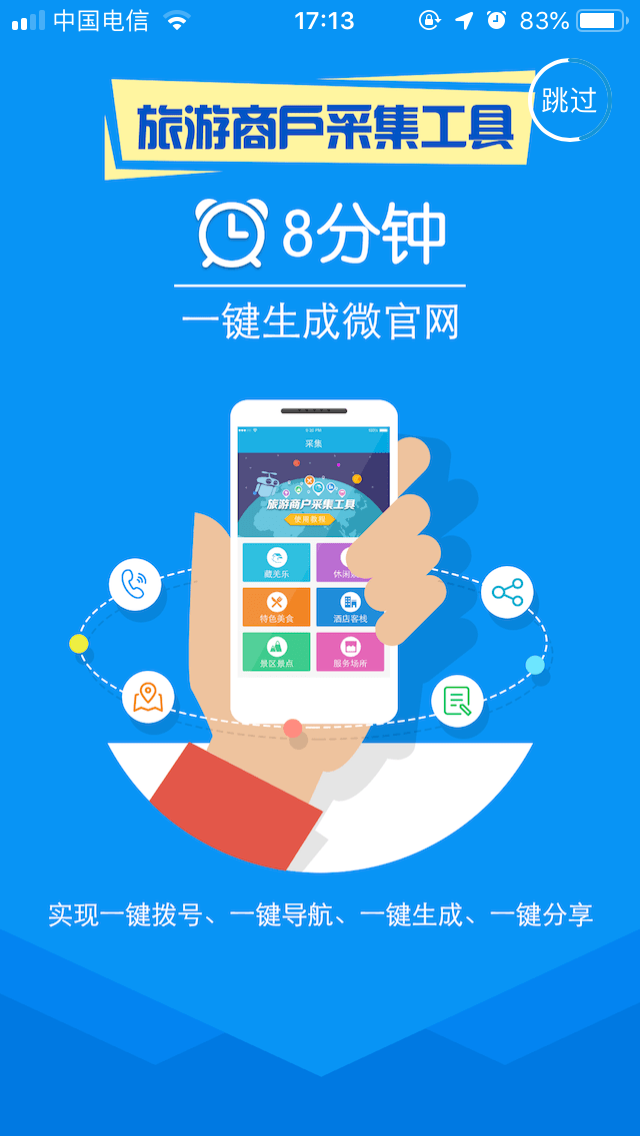 中国电信 17:13 83%
旅游商戶采集工具
跳过
8分钟
一键生成微官网
采集
旅游商户采集工具
使用教程
藏羌乐
休闲
特色美食
酒店客栈
景区景点
服务场所
实现一键拨号、一键导航、一键生成、一键分享